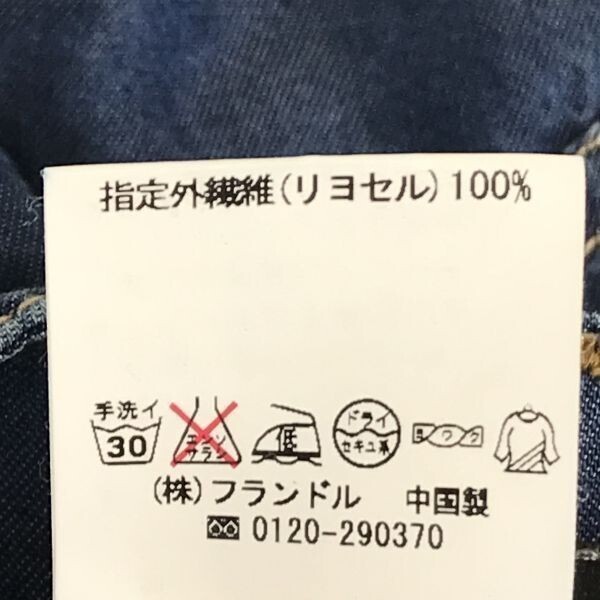 指定外繊維(リヨセル)100%
手洗イ
30
エンソ
サラシ
低
ドライ
セキユ系
ヨワク
(株)フランドル 中国製
0120-290370